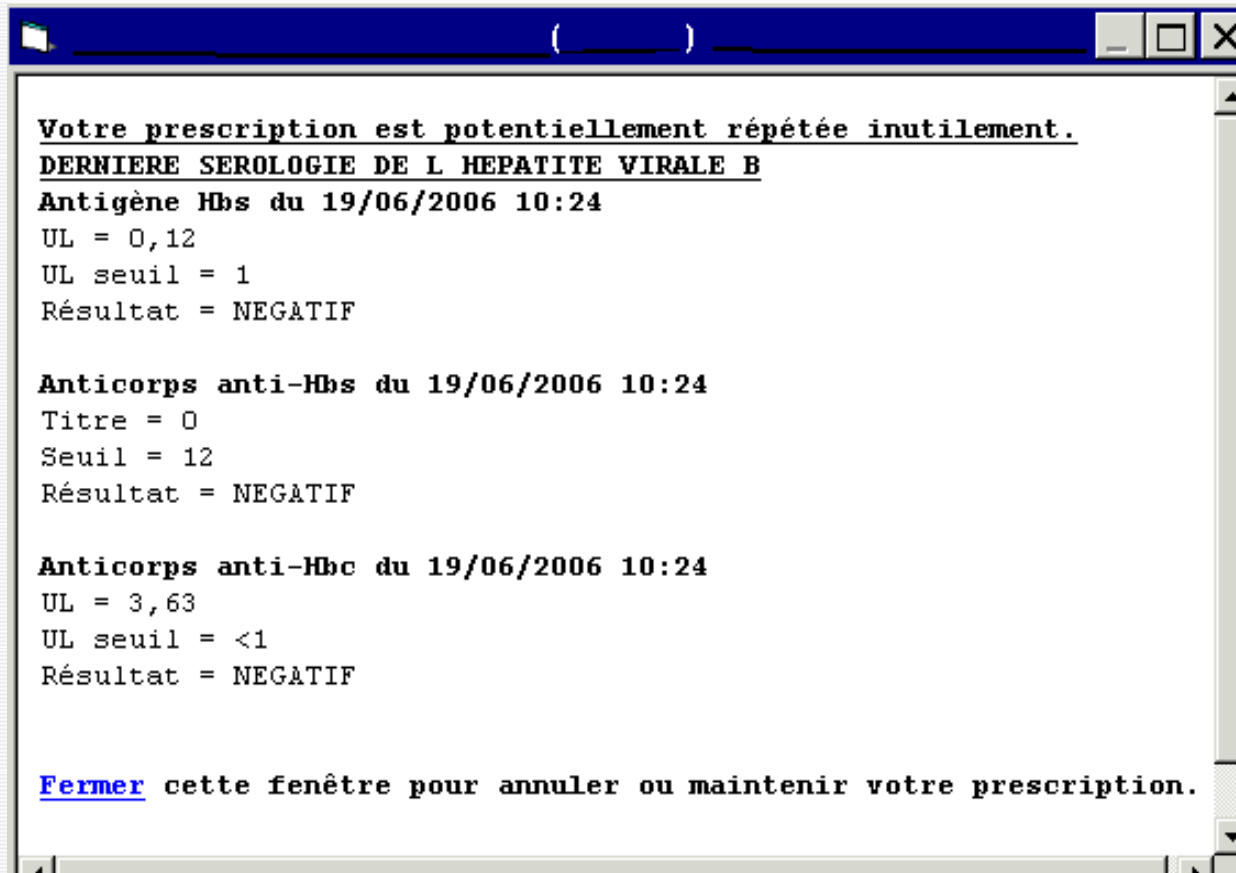 Votre prescription est potentiellement répétée inutilement.
DERNIERE SEROLOGIE DE L HEPATITE VIRALE B
Antigène Hbs du 19/06/2006 10:24
UL = 0,12
UL seuil = 1
Résultat = NEGATIF
Anticorps anti-Hbs du 19/06/2006 10:24
Titre = 0
Seuil = 12
Résultat = NEGATIF
Anticorps anti-Hbc du 19/06/2006 10:24
UL = 3,63
UL seuil = <1
Résultat = NEGATIF
Fermer cette fenêtre pour annuler ou maintenir votre prescription.